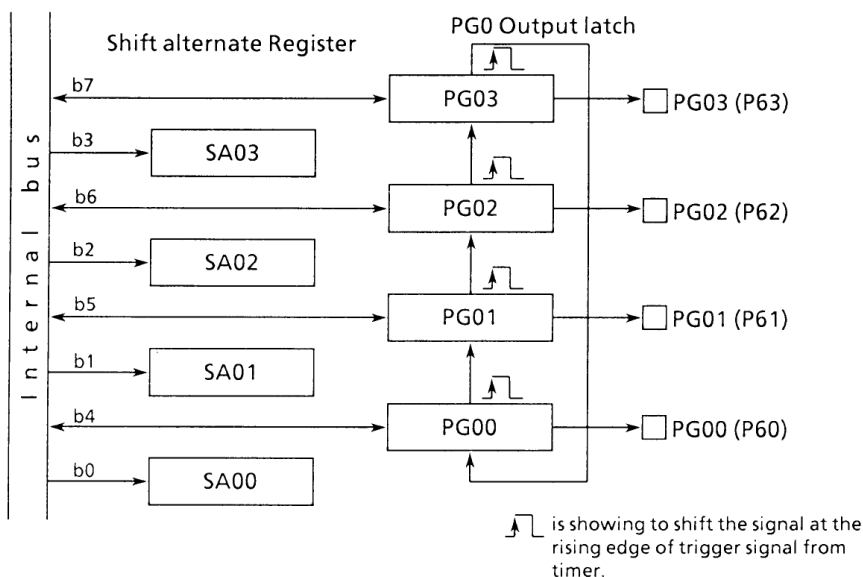 PG0 Output latch
Shift alternate Register
b7
PG03
PG03 (P63)
b3
SA03
b6
PG02
PG02 (P62)
b2
SA02
b5
PG01
PG01 (P61)
b1
SA01
b4
PG00
PG00 (P60)
b0
SA00
Internal bus
is showing to shift the signal at the
rising edge of trigger signal from
timer.